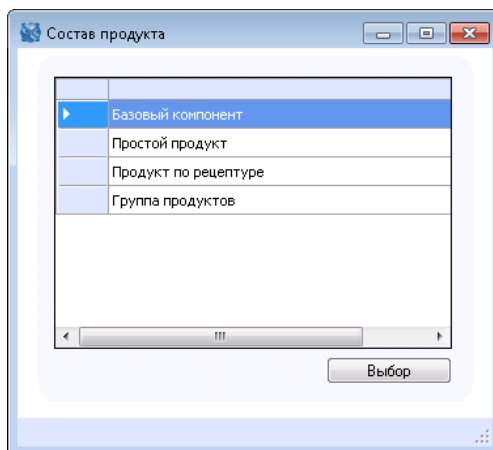 Состав продукта
Базовый компонент
Простой продукт
Продукт по рецептуре
Группа продуктов
Выбор